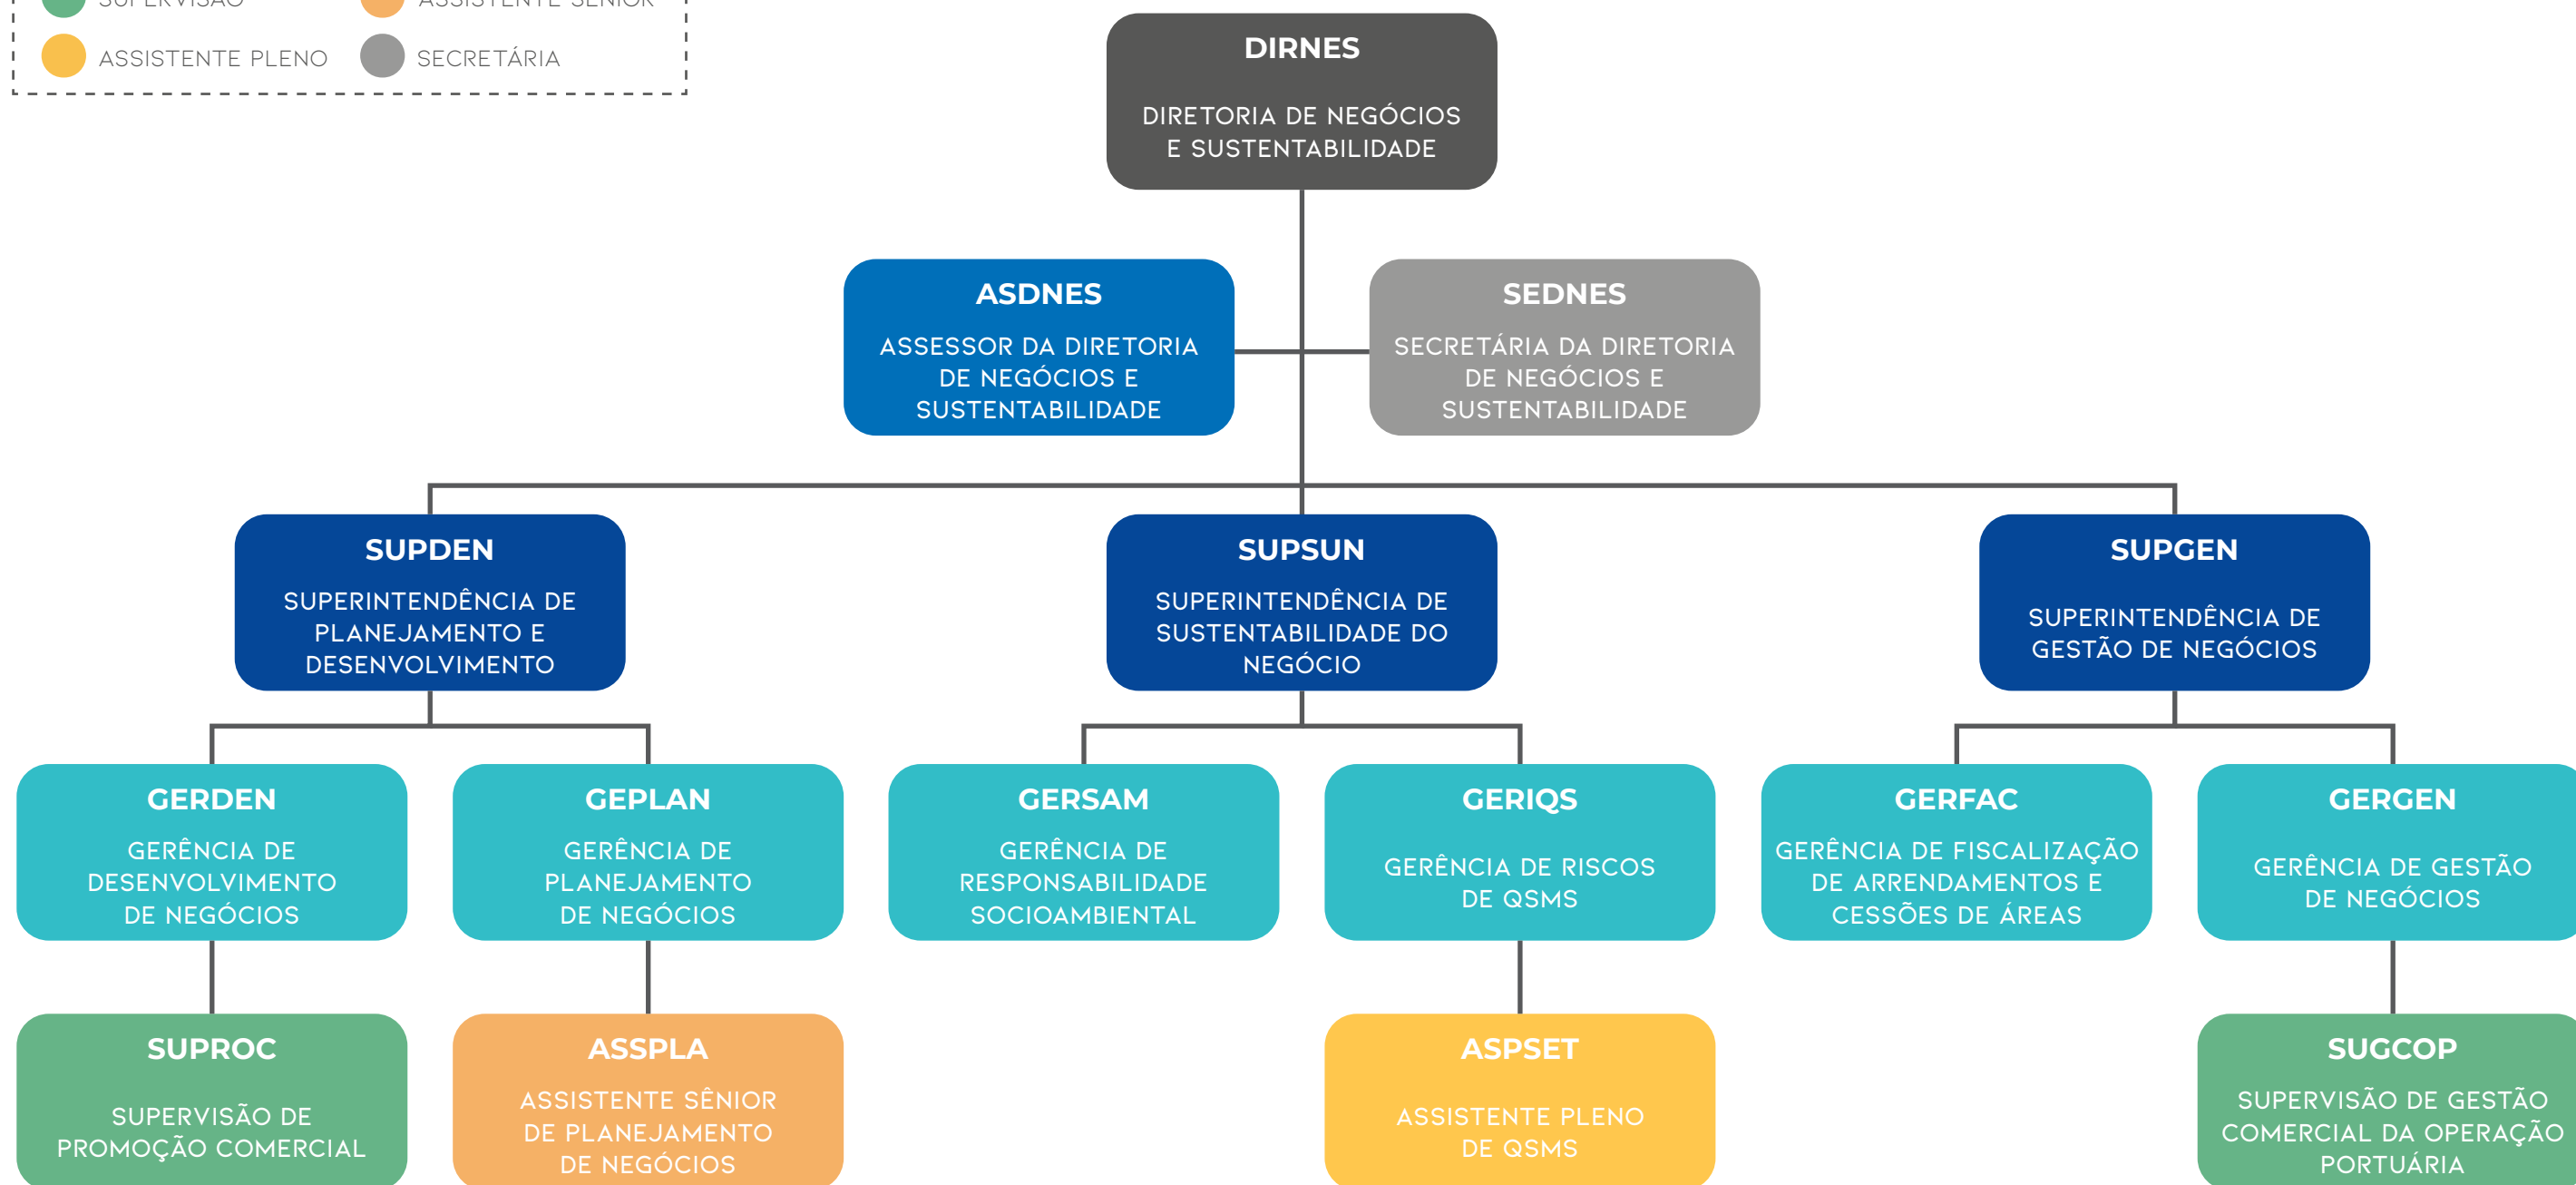 SUPERVISÃO
ASSISTENTE SÊNIOR
ASSISTENTE PLENO
SECRETÁRIA
DIRNES
DIRETORIA DE NEGÓCIOS
E SUSTENTABILIDADE
ASDNES
ASSESSOR DA DIRETORIA
DE NEGÓCIOS E
SUSTENTABILIDADE
SEDNES
SECRETÁRIA DA DIRETORIA
DE NEGÓCIOS E
SUSTENTABILIDADE
SUPDEN
SUPERINTENDÊNCIA DE
PLANEJAMENTO E
DESENVOLVIMENTO
SUPSUN
SUPERINTENDÊNCIA DE
SUSTENTABILIDADE DO
NEGÓCIO
SUPGEN
SUPERINTENDÊNCIA DE
GESTÃO DE NEGÓCIOS
GERDEN
GERÊNCIA DE
DESENVOLVIMENTO
DE NEGÓCIOS
GEPLAN
GERÊNCIA DE
PLANEJAMENTO
DE NEGÓCIOS
GERSAM
GERÊNCIA DE
RESPONSABILIDADE
SOCIOAMBIENTAL
GERIQS
GERÊNCIA DE RISCOS
DE QSMS
GERFAC
GERÊNCIA DE FISCALIZAÇÃO
DE ARRENDAMENTOS E
CESSÕES DE ÁREAS
GERGEN
GERÊNCIA DE GESTÃO
DE NEGÓCIOS
SUPROC
SUPERVISÃO DE
PROMOÇÃO COMERCIAL
ASSPLA
ASSISTENTE SÊNIOR
DE PLANEJAMENTO
DE NEGÓCIOS
ASPSET
ASSISTENTE PLENO
DE QSMS
SUGCOP
SUPERVISÃO DE GESTÃO
COMERCIAL DA OPERAÇÃO
PORTUÁRIA